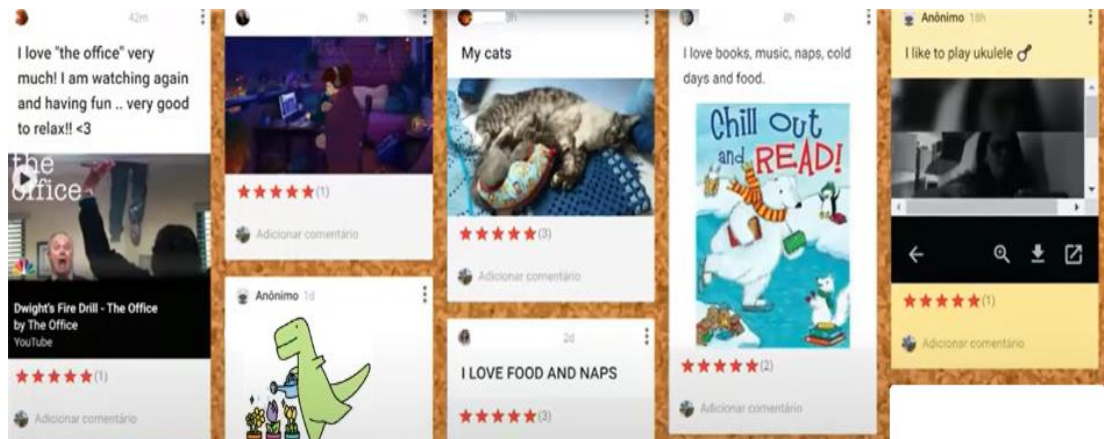 42m
I love "the office" very
much! I am watching again
and having fun .. very good
to relax!! <3
the
office
Dwight's Fire Drill - The Office
by The Office
YouTube
(1)
Adicionar comentário
3h
(1)
Adicionar comentário
Anônimo 1d
8h
My cats
(3)
Adicionar comentário
2d
I LOVE FOOD AND NAPS
(3)
8h
I love books, music, naps, cold
days and food.
Chill out
and READ!
(2)
Adicionar comentário
Anônimo 18h
I like to play ukulele
(1)
Adicionar comentário